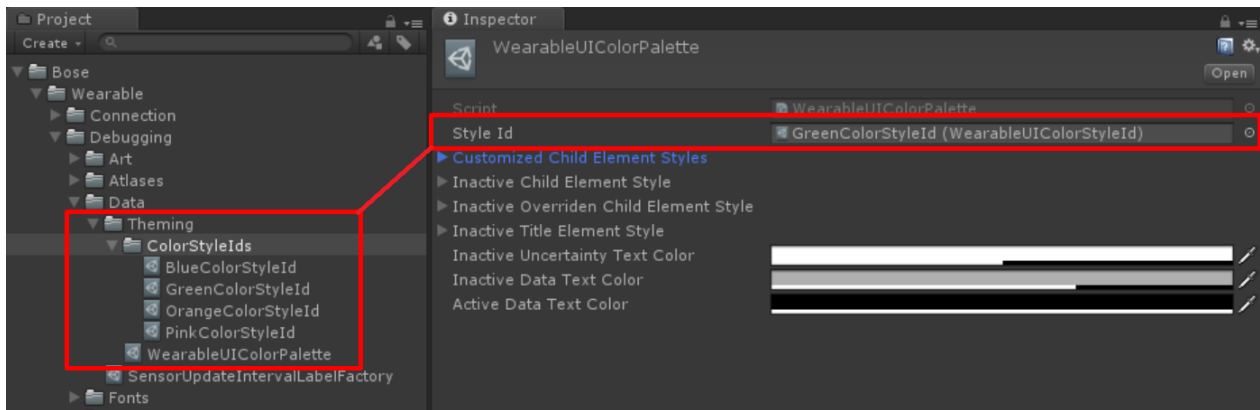 Project
Create
Bose
Wearable
Connection
Debugging
Art
Atlases
Data
Theming
ColorStyleIds
BlueColorStyleId
GreenColorStyleId
OrangeColorStyleId
PinkColorStyleId
WearableUIColorPalette
SensorUpdateIntervalLabelFactory
Fonts
Inspector
WearableUIColorPalette
Open
Script WearableUIColorPalette
Style Id GreenColorStyleId (WearableUIColorStyleId)
Customized Child Element Styles
Inactive Child Element Style
Inactive Overriden Child Element Style
Inactive Title Element Style
Inactive Uncertainty Text Color
Inactive Data Text Color
Active Data Text Color